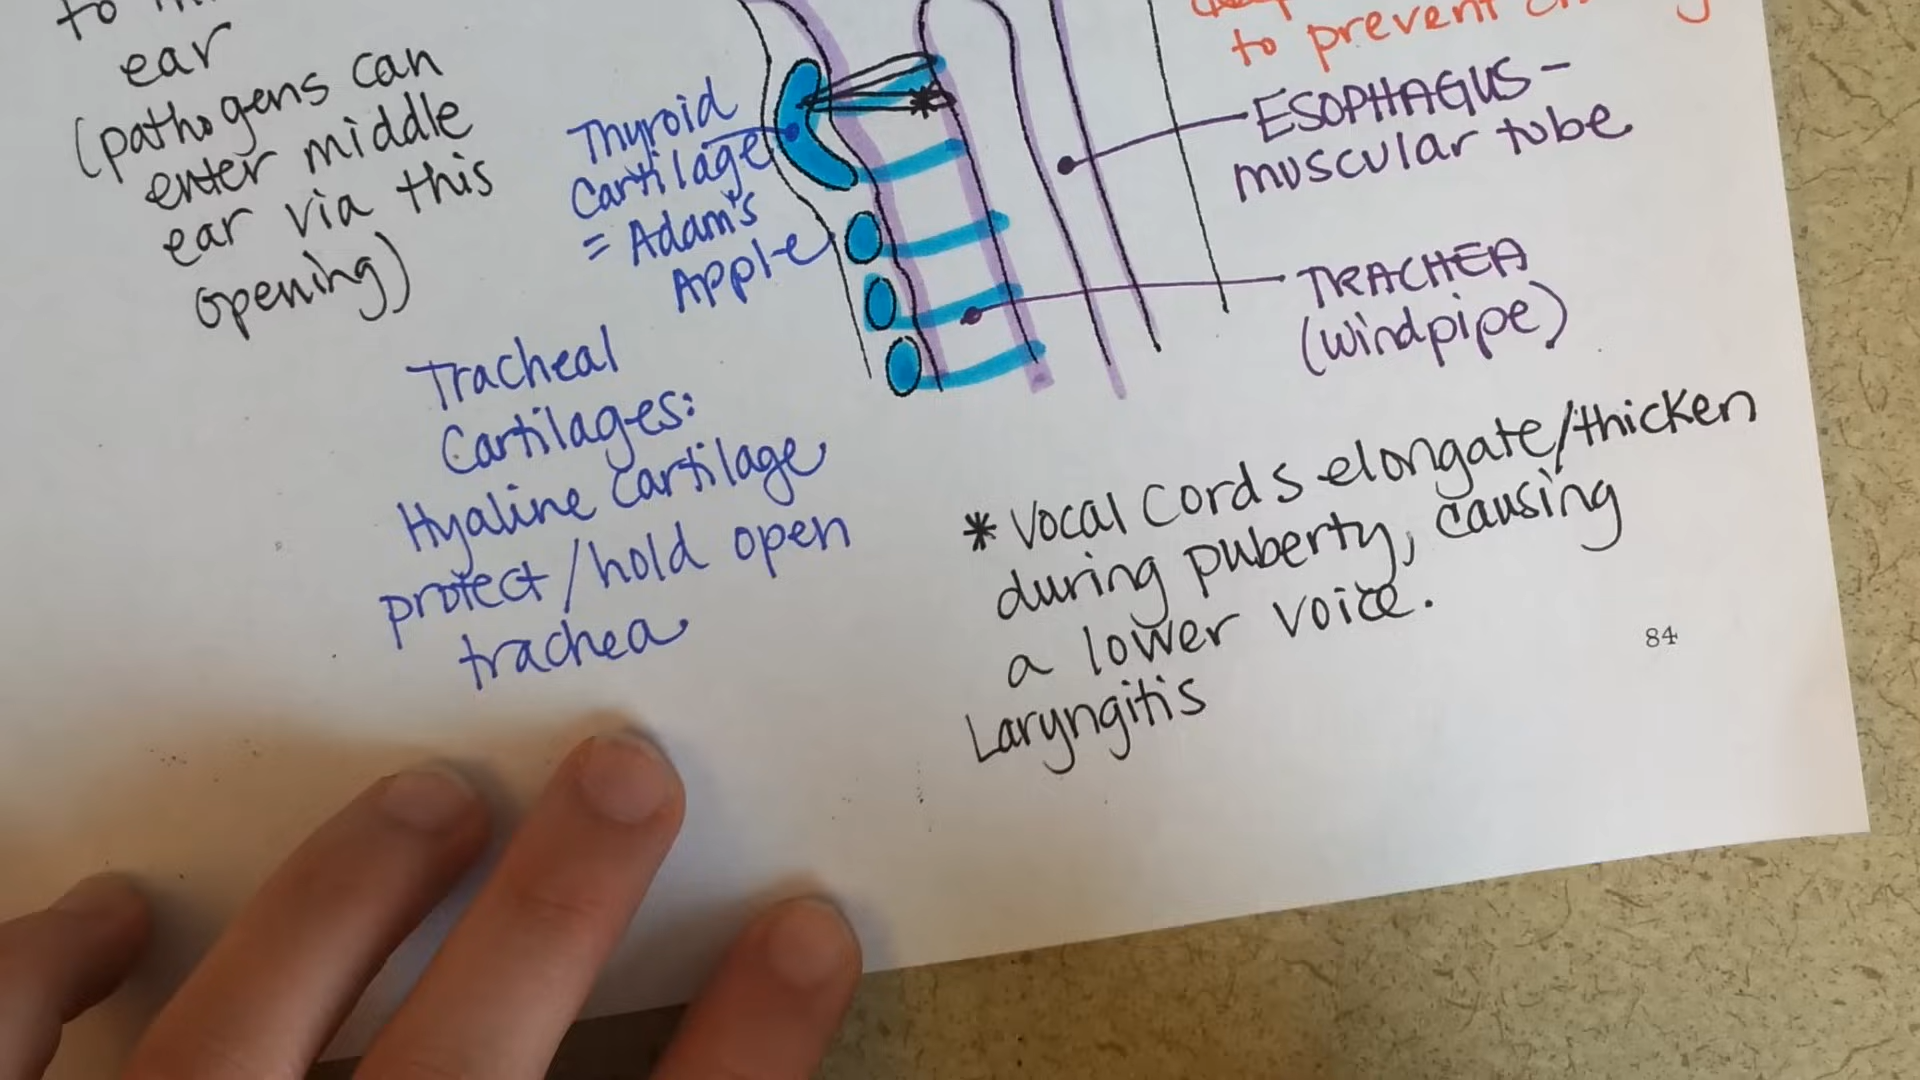 to
ear
(pathogens can
enter middle
ear via this
opening)
Thyroid
Cartilage
= Adam's
Apple
Tracheal
Cartilages:
Hyaline Cartilage
protect/hold open
trachea
to prevent
ESOPHAGUS-
muscular tube
TRACHEA
(windpipe)
* Vocal Cords elongate/thicken
during puberty, causing
a lower voice.
Laryngitis
84